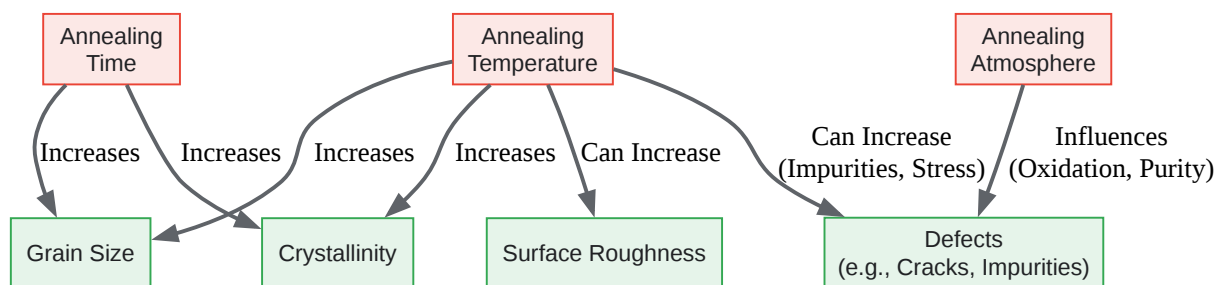 Annealing
Time
Annealing
Temperature
Annealing
Atmosphere
Increases
Increases
Increases
Increases
Can Increase
Can Increase
(Impurities, Stress)
Influences
(Oxidation, Purity)
Grain Size
Crystallinity
Surface Roughness
Defects
(e.g., Cracks, Impurities)